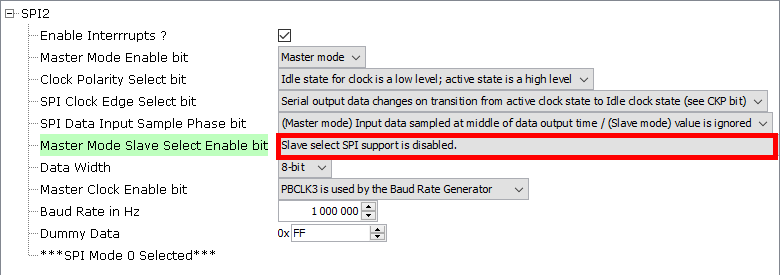 SPI2
Enable Interrrupts ?
Master Mode Enable bit Master mode
Clock Polarity Select bit Idle state for clock is a low level; active state is a high level
SPI Clock Edge Select bit Serial output data changes on transition from active clock state to Idle clock state (see CKP bit)
SPI Data Input Sample Phase bit (Master mode) Input data sampled at middle of data output time / (Slave mode) value is ignored
Master Mode Slave Select Enable bit Slave select SPI support is disabled.
Data Width 8-bit
Master Clock Enable bit PBCLK3 is used by the Baud Rate Generator
Baud Rate in Hz 1 000 000
Dummy Data 0x FF
***SPI Mode 0 Selected***